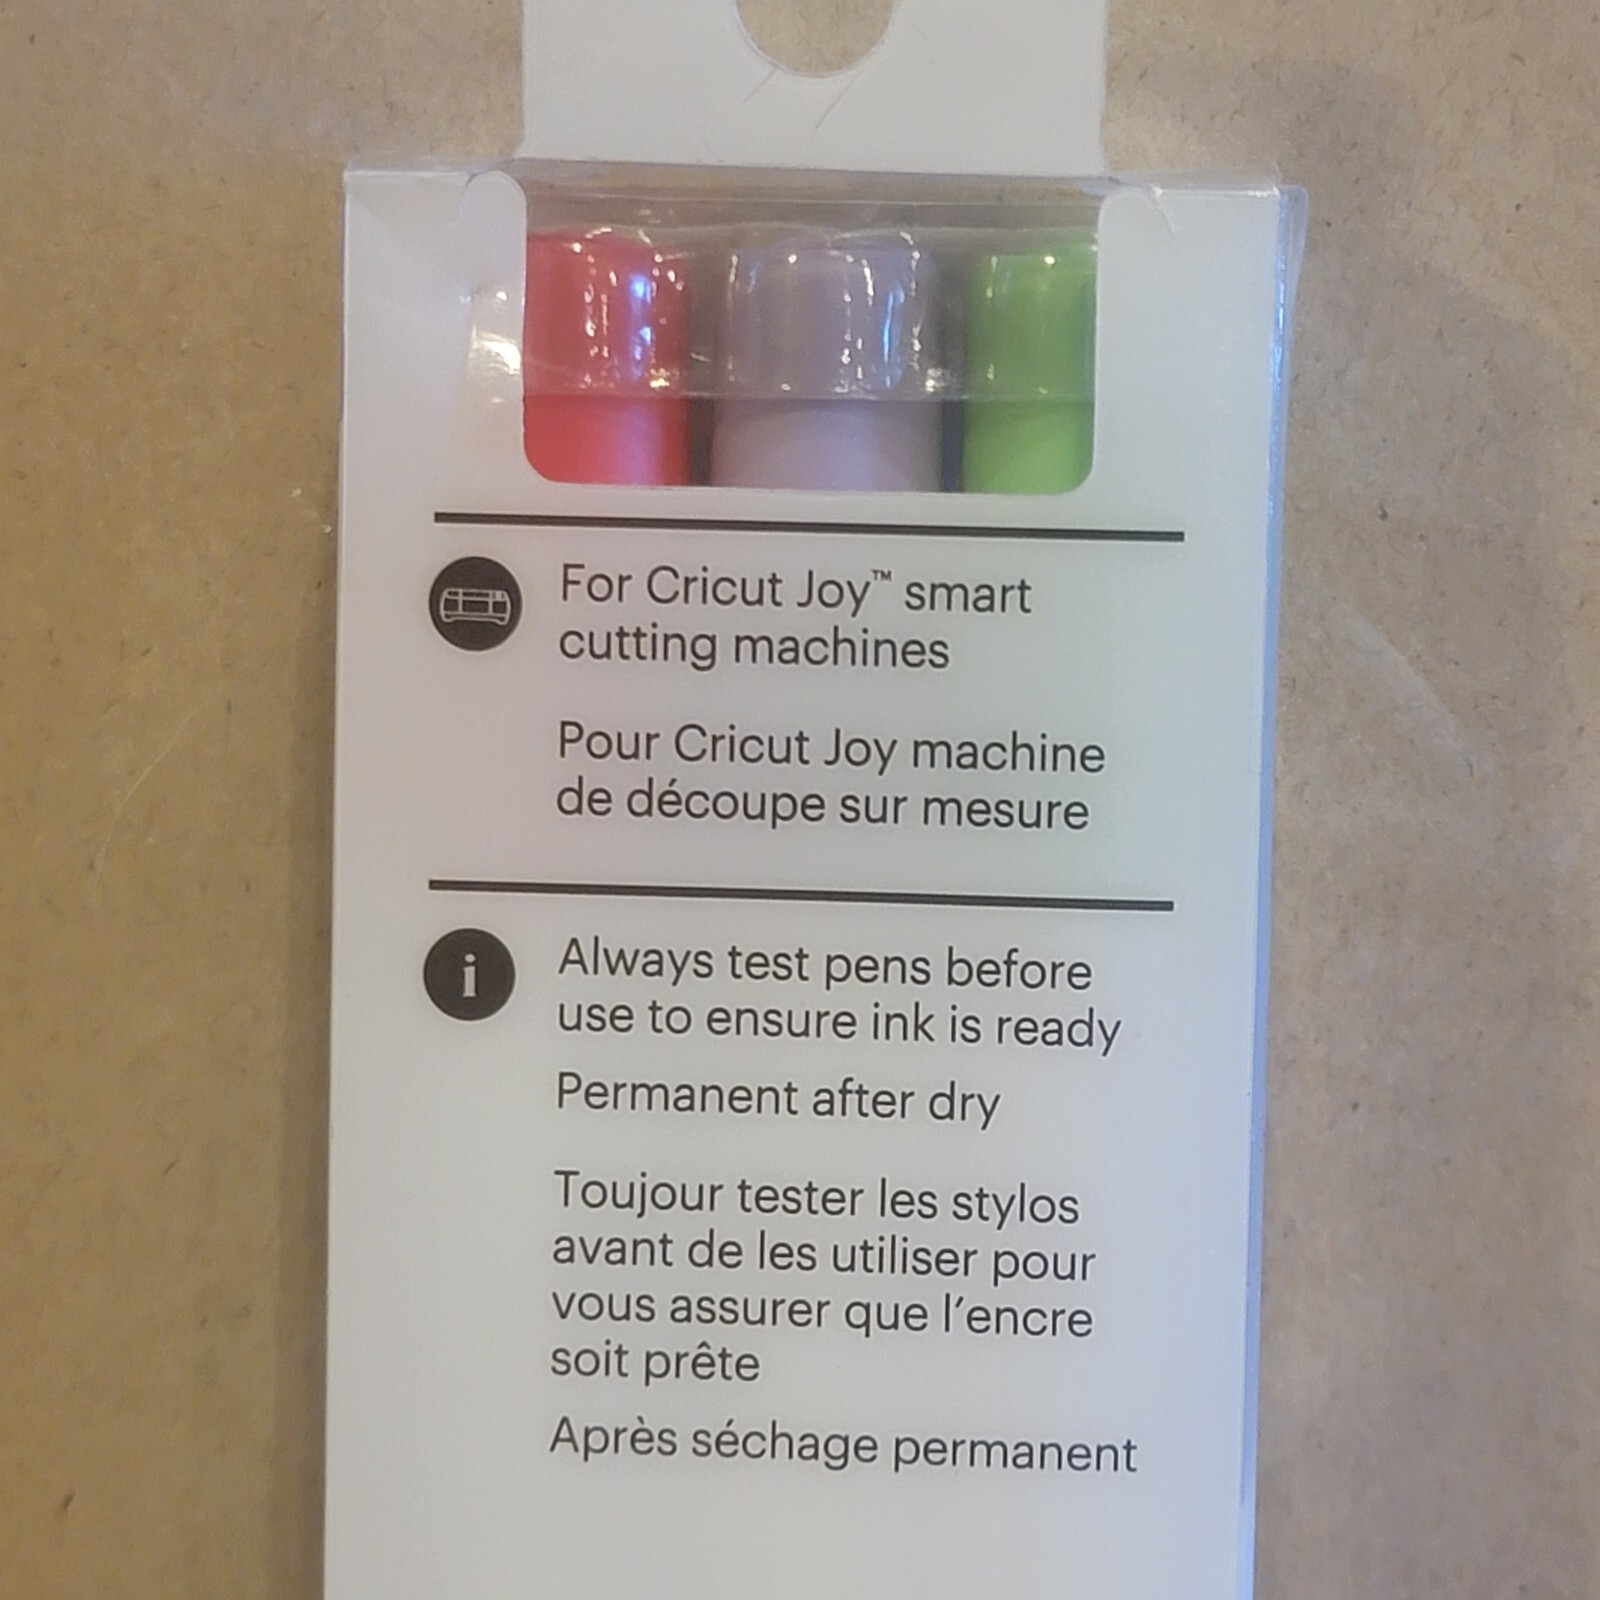 For Cricut Joy™ smart
cutting machines
Pour Cricut Joy machine
de découpe sur mesure
i
Always test pens before
use to ensure ink is ready
Permanent after dry
Toujour tester les stylos
avant de les utiliser pour
vous assurer que l'encre
soit prête
Après séchage permanent